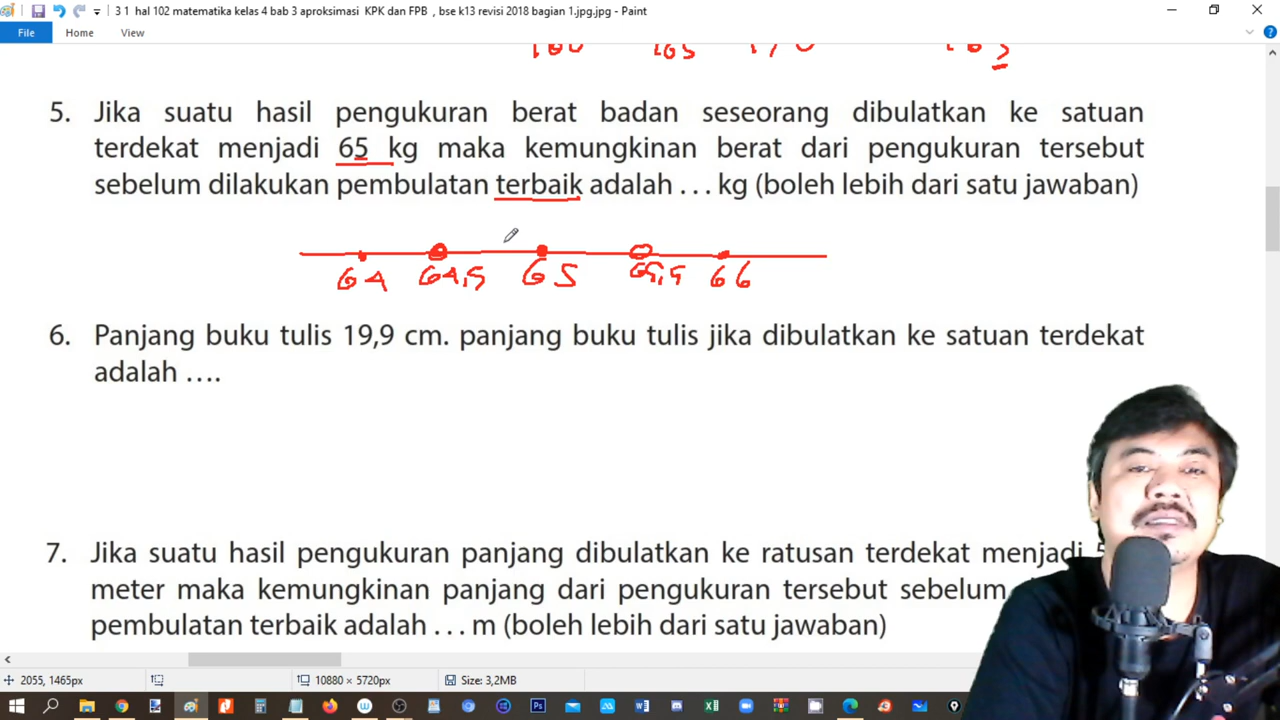 3 1 hal 102 matematika kelas 4 bab 3 aproksimasi KPK dan FPB , bse k13 revisi 2018 bagian 1.jpg.jpg - Paint
File Home View
160 165 170 165
5. Jika suatu hasil pengukuran berat badan seseorang dibulatkan ke satuan
terdekat menjadi 65 kg maka kemungkinan berat dari pengukuran tersebut
sebelum dilakukan pembulatan terbaik adalah . . . kg (boleh lebih dari satu jawaban)
64 64,5 65 65,5 66
6. Panjang buku tulis 19,9 cm. panjang buku tulis jika dibulatkan ke satuan terdekat
adalah ….
7. Jika suatu hasil pengukuran panjang dibulatkan ke ratusan terdekat menjadi
meter maka kemungkinan panjang dari pengukuran tersebut sebelum
pembulatan terbaik adalah . . . m (boleh lebih dari satu jawaban)
2055, 1465px 10880 × 5720px Size: 3,2MB